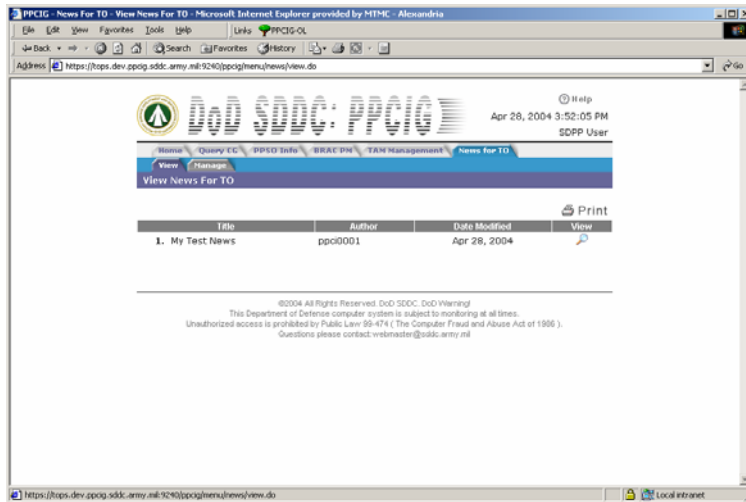 PPCIG - News For TO - View News For TO - Microsoft Internet Explorer provided by MTMC - Alexandria
File Edit View Favorites Tools Help Links PPCIG-OL
Back Search Favorites History
Address https://tops.dev.ppcig.sddc.army.mil:9240/ppcig/menu/news/view.do Go
Help
DoD SDDC: PPCIG
Apr 28, 2004 3:52:05 PM
SDPP User
Home Query CG PPSO Info BRAC PM TAM Management News for TO
View Manage
View News For TO
Print
Title Author Date Modified View
1. My Test News ppci0001 Apr 28, 2004
©2004 All Rights Reserved. DoD SDDC. DoD Warning!
This Department of Defense computer system is subject to monitoring at all times.
Unauthorized access is prohibited by Public Law 99-474 ( The Computer Fraud and Abuse Act of 1986 ).
Questions please contact:webmaster@sddc.army.mil
https://tops.dev.ppcig.sddc.army.mil:9240/ppcig/menu/news/view.do Local intranet